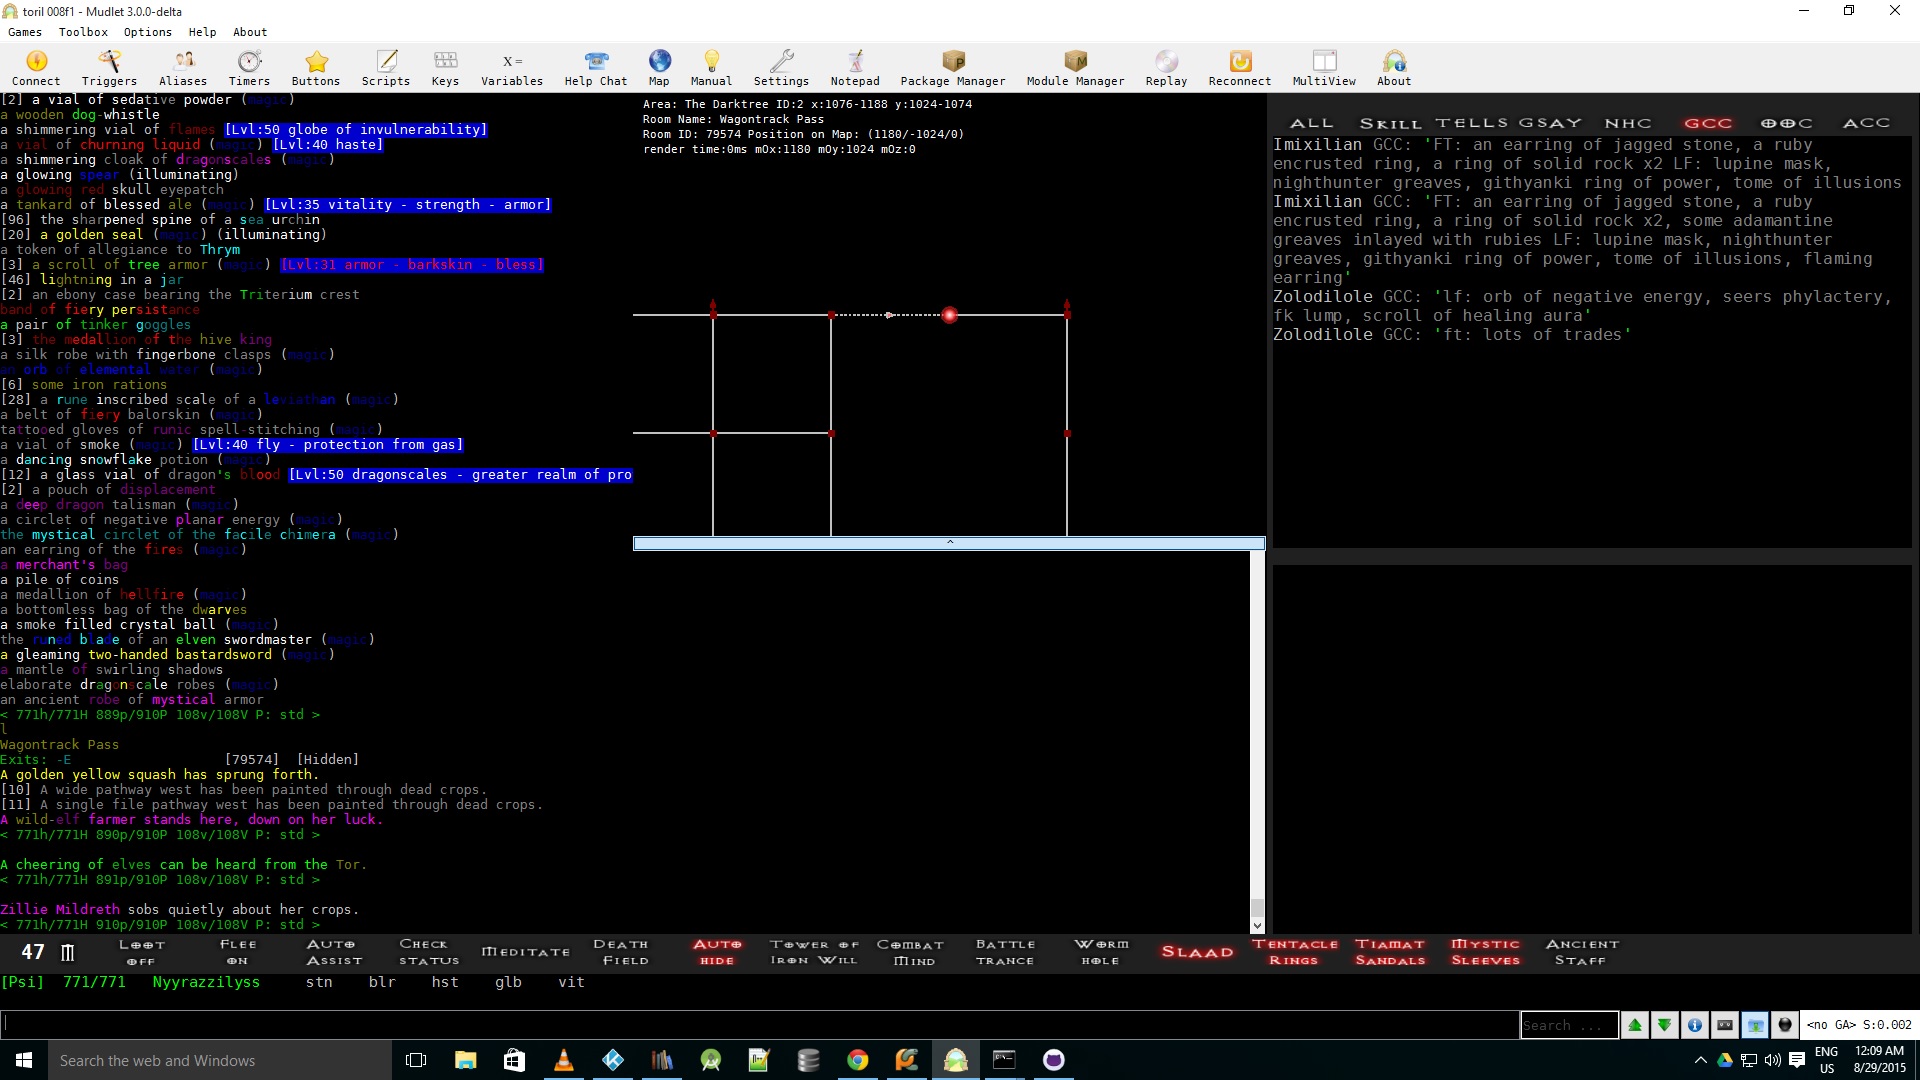 toril 008f1 - Mudlet 3.0.0-delta
Games Toolbox Options Help About
Connect Triggers Aliases Timers Buttons Scripts Keys Variables Help Chat Map Manual Settings Notepad Package Manager Module Manager Replay Reconnect MultiView About
[2] a vial of sedative powder (magic)
a wooden dog-whistle
a shimmering vial of flames [Lvl:50 globe of invulnerability]
a vial of churning liquid (magic) [Lvl:40 haste]
a shimmering cloak of dragonscales (magic)
a glowing spear (illuminating)
a glowing red skull eyepatch
a tankard of blessed ale (magic) [Lvl:35 vitality - strength - armor]
[96] the sharpened spine of a sea urchin
[20] a golden seal (magic) (illuminating)
a token of allegiance to Thrym
[3] a scroll of tree armor (magic) [Lvl:31 armor - barkskin - bless]
[46] lightning in a jar
[2] an ebony case bearing the Triterium crest
band of fiery persistance
a pair of tinker goggles
[3] the medallion of the hive king
a silk robe with fingerbone clasps (magic)
an orb of elemental water (magic)
[6] some iron rations
[28] a rune inscribed scale of a leviathan (magic)
a belt of fiery balorskin (magic)
tattooed gloves of runic spell-stitching (magic)
a vial of smoke (magic) [Lvl:40 fly - protection from gas]
a dancing snowflake potion (magic)
[12] a glass vial of dragon's blood [Lvl:50 dragonscales - greater realm of pro
[2] a pouch of displacement
a deep dragon talisman (magic)
a circlet of negative planar energy (magic)
the mystical circlet of the facile chimera (magic)
an earring of the fires (magic)
a merchant's bag
a pile of coins
a medallion of hellfire (magic)
a bottomless bag of the dwarves
a smoke filled crystal ball (magic)
the runed blade of an elven swordmaster (magic)
a gleaming two-handed bastardsword (magic)
a mantle of swirling shadows
elaborate dragonscale robes (magic)
an ancient robe of mystical armor
< 771h/771H 889p/910P 108v/108V P: std >
l
Wagontrack Pass
Exits: -E [79574] [Hidden]
A golden yellow squash has sprung forth.
[10] A wide pathway west has been painted through dead crops.
[11] A single file pathway west has been painted through dead crops.
A wild-elf farmer stands here, down on her luck.
< 771h/771H 890p/910P 108v/108V P: std >
A cheering of elves can be heard from the Tor.
< 771h/771H 891p/910P 108v/108V P: std >
Zillie Mildreth sobs quietly about her crops.
< 771h/771H 910p/910P 108v/108V P: std >
Area: The Darktree ID:2 x:1076-1188 y:1024-1074
Room Name: Wagontrack Pass
Room ID: 79574 Position on Map: (1180/-1024/0)
render time:0ms mOx:1180 mOy:1024 mOz:0
^
ALL SKILL TELLS GSAY NHC GCC OOC ACC
Imixilian GCC: 'FT: an earring of jagged stone, a ruby
encrusted ring, a ring of solid rock x2 LF: lupine mask,
nighthunter greaves, githyanki ring of power, tome of illusions
Imixilian GCC: 'FT: an earring of jagged stone, a ruby
encrusted ring, a ring of solid rock x2, some adamantine
greaves inlayed with rubies LF: lupine mask, nighthunter
greaves, githyanki ring of power, tome of illusions, flaming
earring'
Zolodilole GCC: 'lf: orb of negative energy, seers phylactery,
fk lump, scroll of healing aura'
Zolodilole GCC: 'ft: lots of trades'
47
LOOT OFF
FLEE ON
AUTO ASSIST
CHECK STATUS
MEDITATE
DEATH FIELD
AUTO HIDE
TOWER OF IRON WILL
COMBAT MIND
BATTLE TRANCE
WORM HOLE
SLAAD
TENTACLE RINGS
TIAMAT SANDALS
MYSTIC SLEEVES
ANCIENT STAFF
[Psi] 771/771 Nyyrazzilyss stn blr hst glb vit
Search ...
<no GA> S:0.002
Search the web and Windows
ENG
US
12:09 AM
8/29/2015